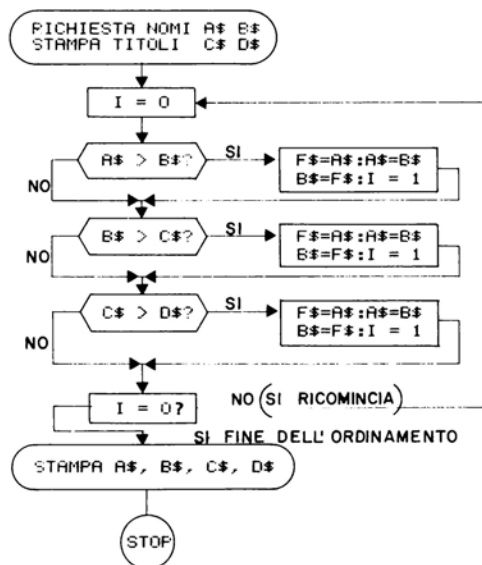 PICHIESTA NOMI A$ B$
STAMPA TITOLI C$ D$
I = 0
A$ > B$?
SI
F$=A$:A$=B$
B$=F$:I = 1
NO
B$ > C$?
SI
F$=A$:A$=B$
B$=F$:I = 1
NO
C$ > D$?
SI
F$=A$:A$=B$
B$=F$:I = 1
NO
I = 0?
NO (SI RICOMINCIA)
SI FINE DELL' ORDINAMENTO
STAMPA A$, B$, C$, D$
STOP